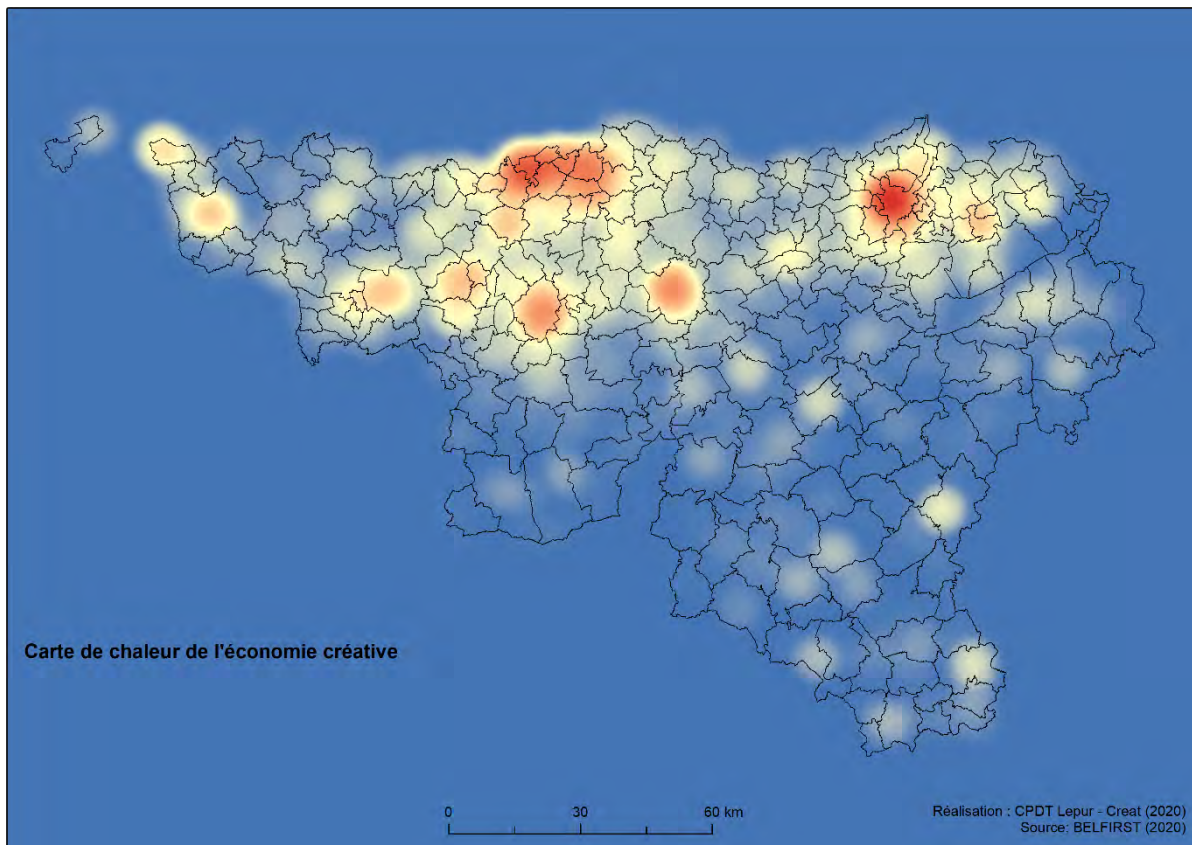 Carte de chaleur de l'économie créative
0 30 60 km
Réalisation : CPDT Lepur - Creat (2020)
Source: BELFIRST (2020)